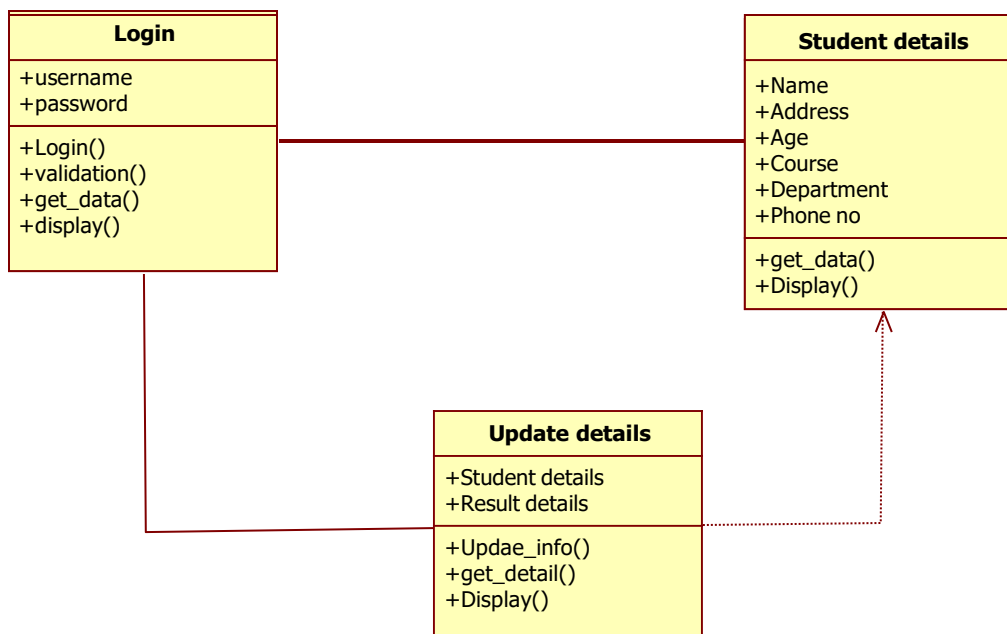 Login
+username
+password
+Login()
+validation()
+get_data()
+display()
Student details
+Name
+Address
+Age
+Course
+Department
+Phone no
+get_data()
+Display()
Update details
+Student details
+Result details
+Updae_info()
+get_detail()
+Display()